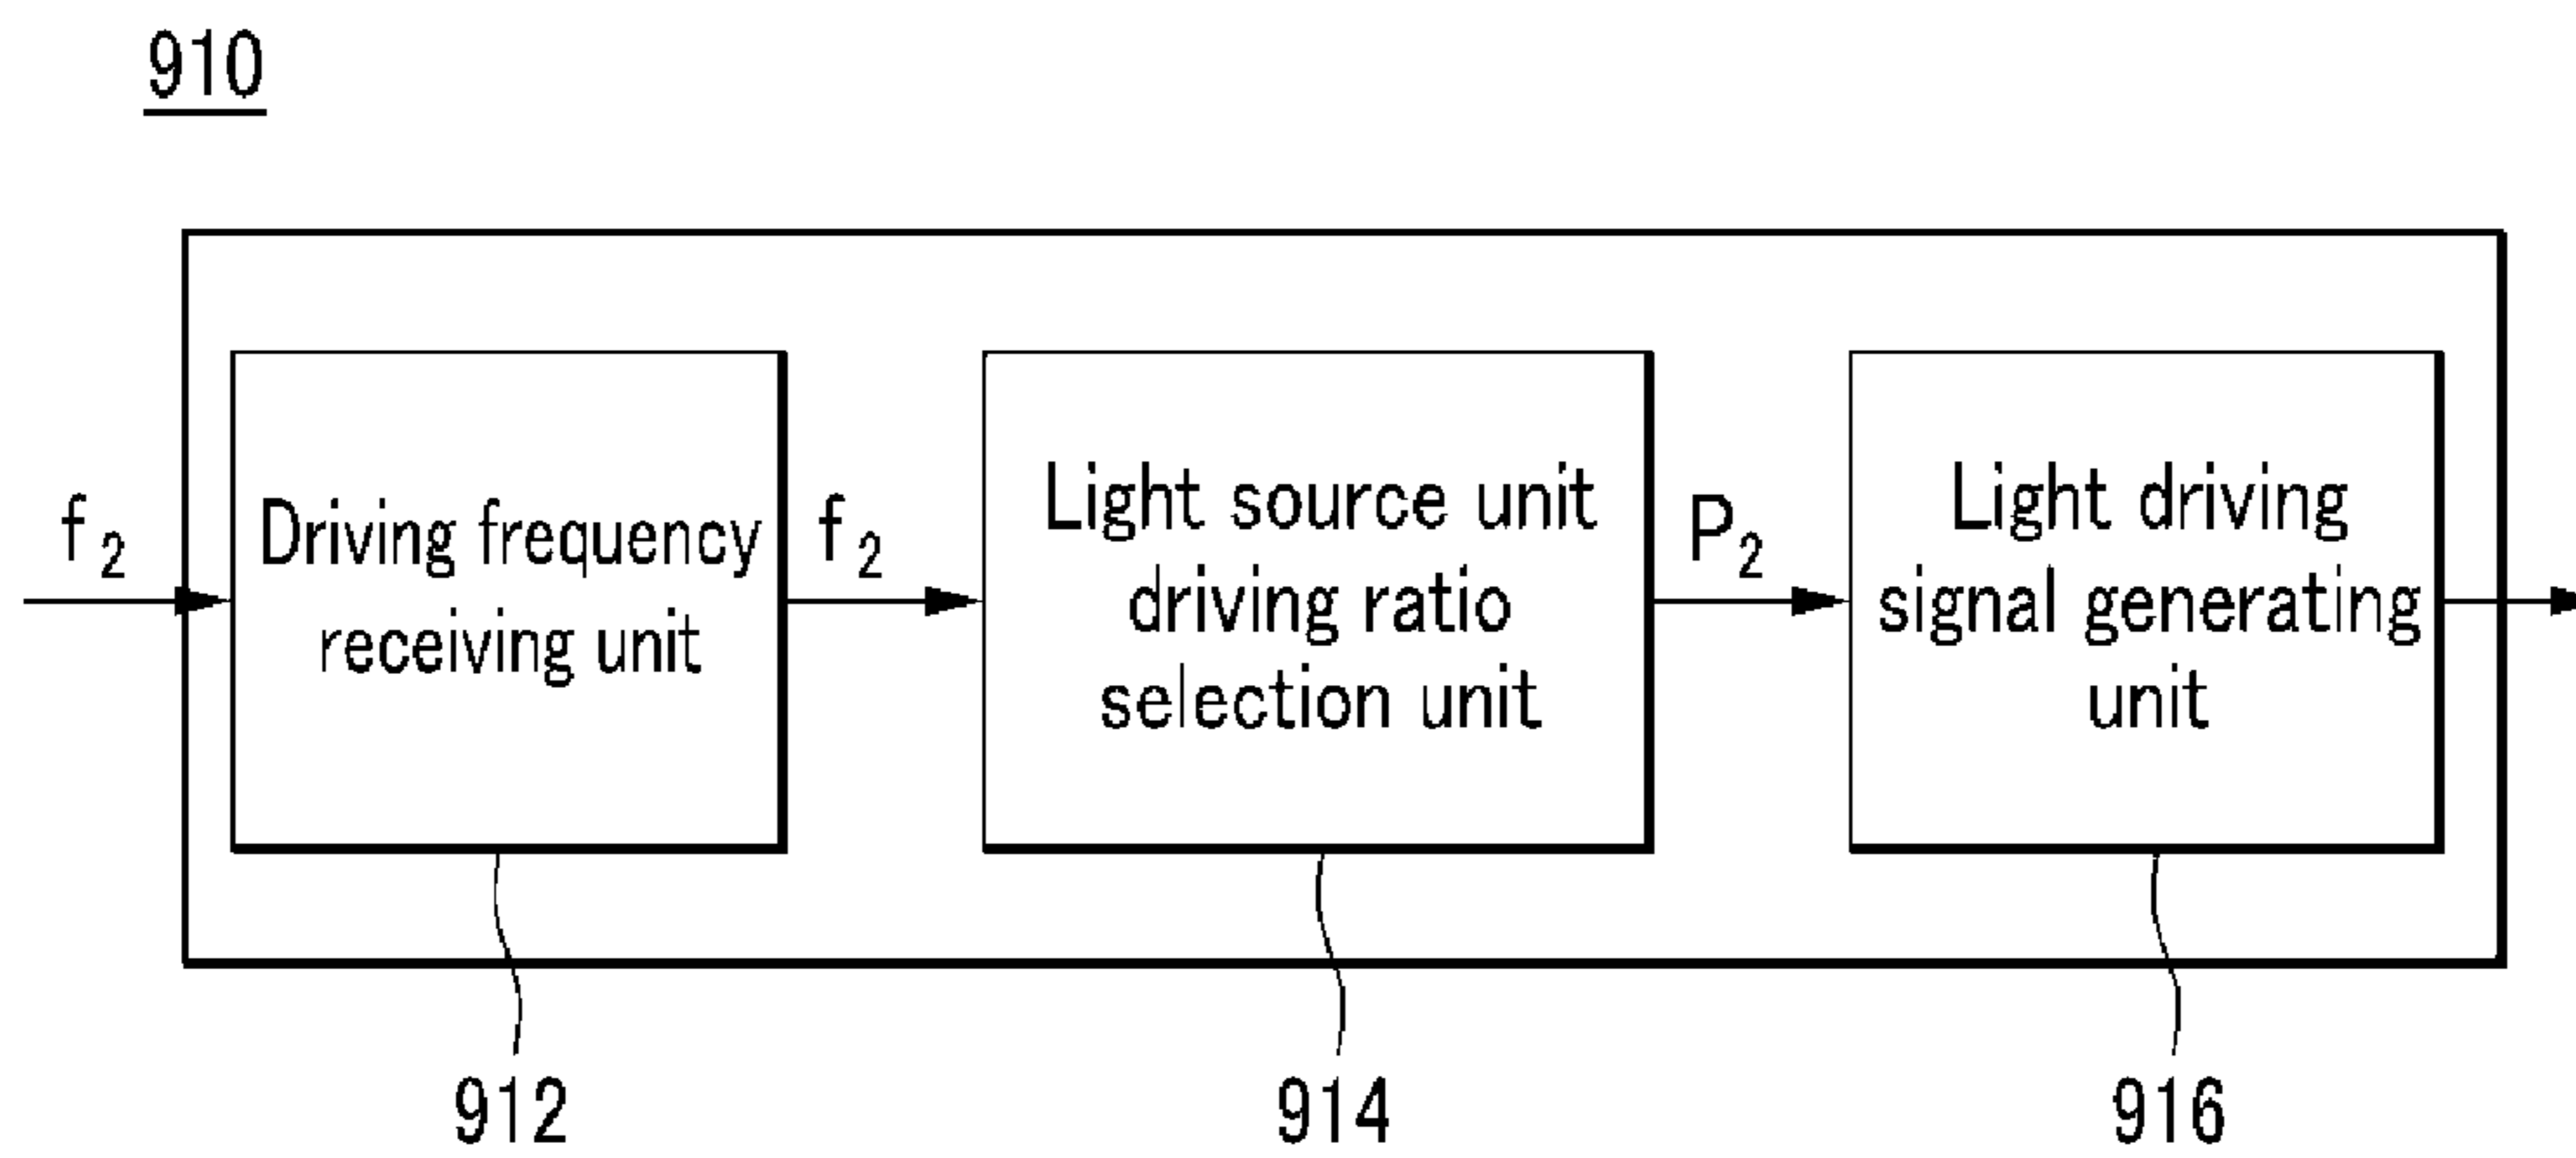 910
f2
Driving frequency
receiving unit
f2
Light source unit
driving ratio
selection unit
P2
Light driving
signal generating
unit
912
914
916